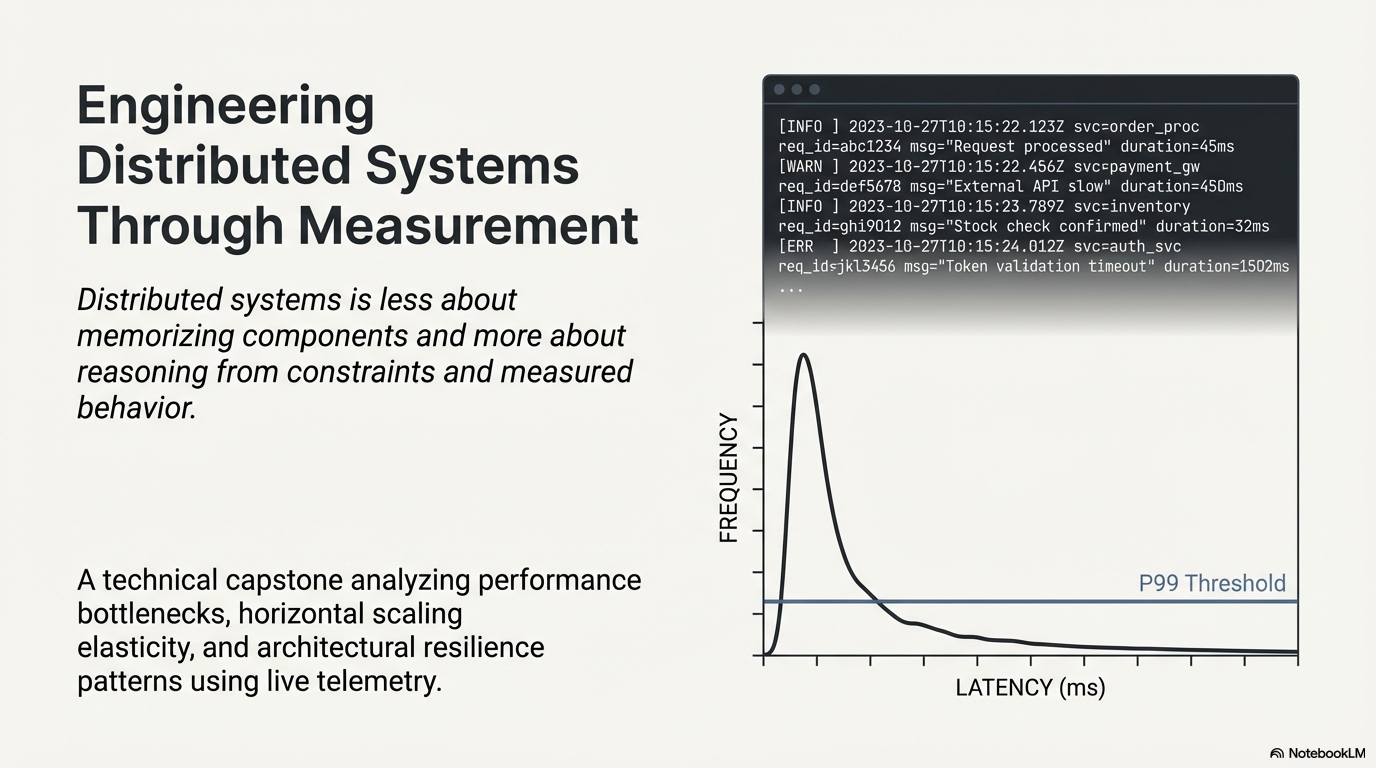 Engineering
Distributed Systems
Through Measurement
Distributed systems is less about
memorizing components and more about
reasoning from constraints and measured
behavior.
A technical capstone analyzing performance
bottlenecks, horizontal scaling
elasticity, and architectural resilience
patterns using live telemetry.
[INFO ] 2023-10-27T10:15:22.123Z svc=order_proc
req_id=abc1234 msg="Request processed" duration=45ms
[WARN ] 2023-10-27T10:15:22.456Z svc=payment_gw
req_id=def5678 msg="External API slow" duration=450ms
[INFO ] 2023-10-27T10:15:23.789Z svc=inventory
req_id=ghi9012 msg="Stock check confirmed" duration=32ms
[ERR  ] 2023-10-27T10:15:24.012Z svc=auth_svc
req_id=jkl3456 msg="Token validation timeout" duration=1502ms
...
FREQUENCY
P99 Threshold
LATENCY (ms)
NotebookLM